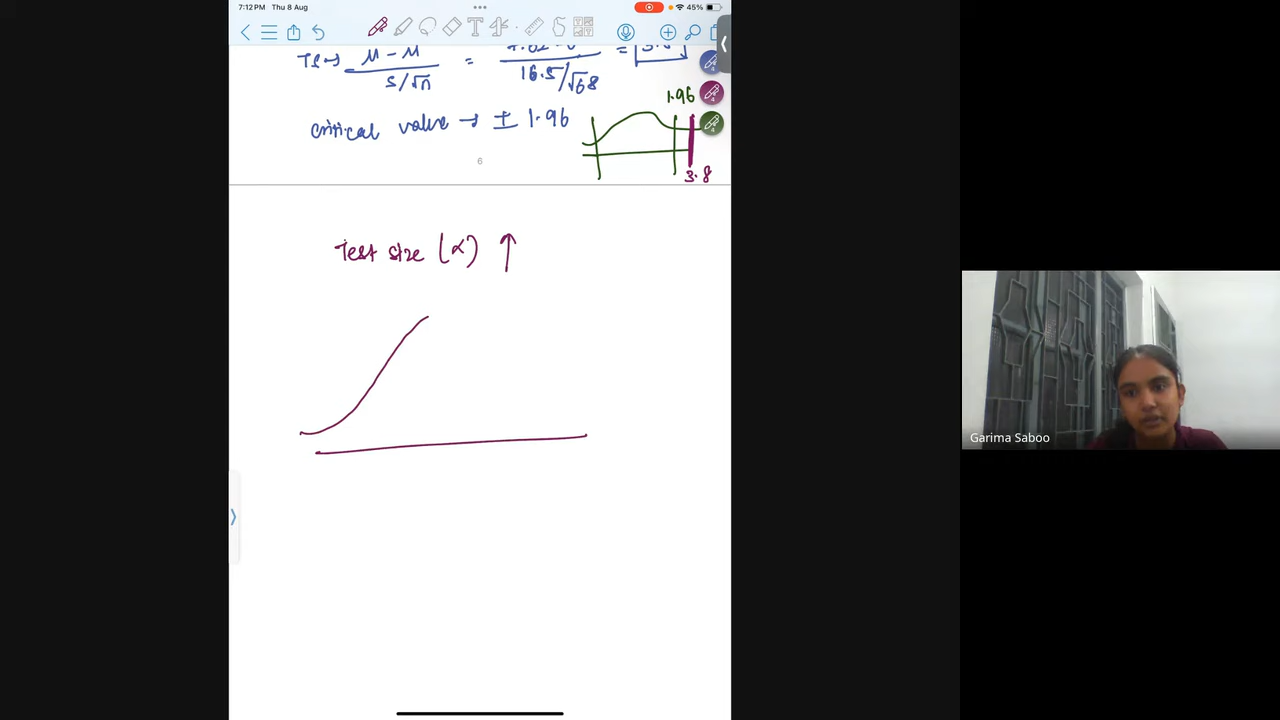 7:12 PM Thu 8 Aug
45%
μ - μ
s/√n
=
16.5/√68
=
critical value → ± 1.96
1.96
3.8
6
Test size (α) ↑
Garima Saboo